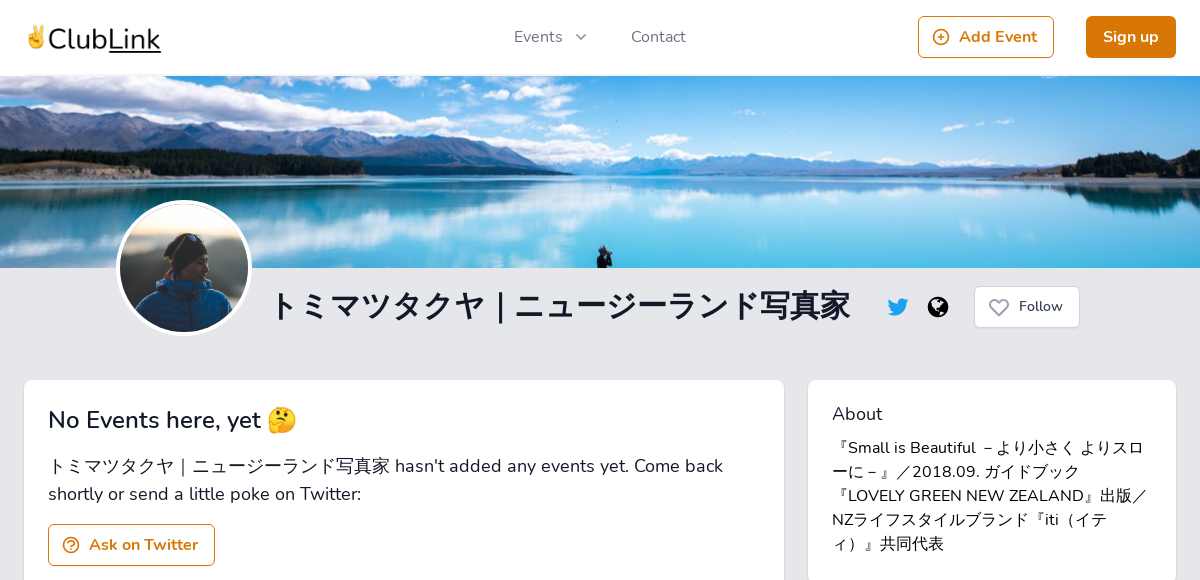 ✌️ClubLink
Events
Contact
Add Event
Sign up
トミマツタクヤ｜ニュージーランド写真家
Follow
No Events here, yet 🤔
トミマツタクヤ｜ニュージーランド写真家 hasn't added any events yet. Come back
shortly or send a little poke on Twitter:
Ask on Twitter
About
『Small is Beautiful －より小さく よりスロ
ーに－』／2018.09. ガイドブック
『LOVELY GREEN NEW ZEALAND』出版／
NZライフスタイルブランド『iti（イテ
ィ）』共同代表